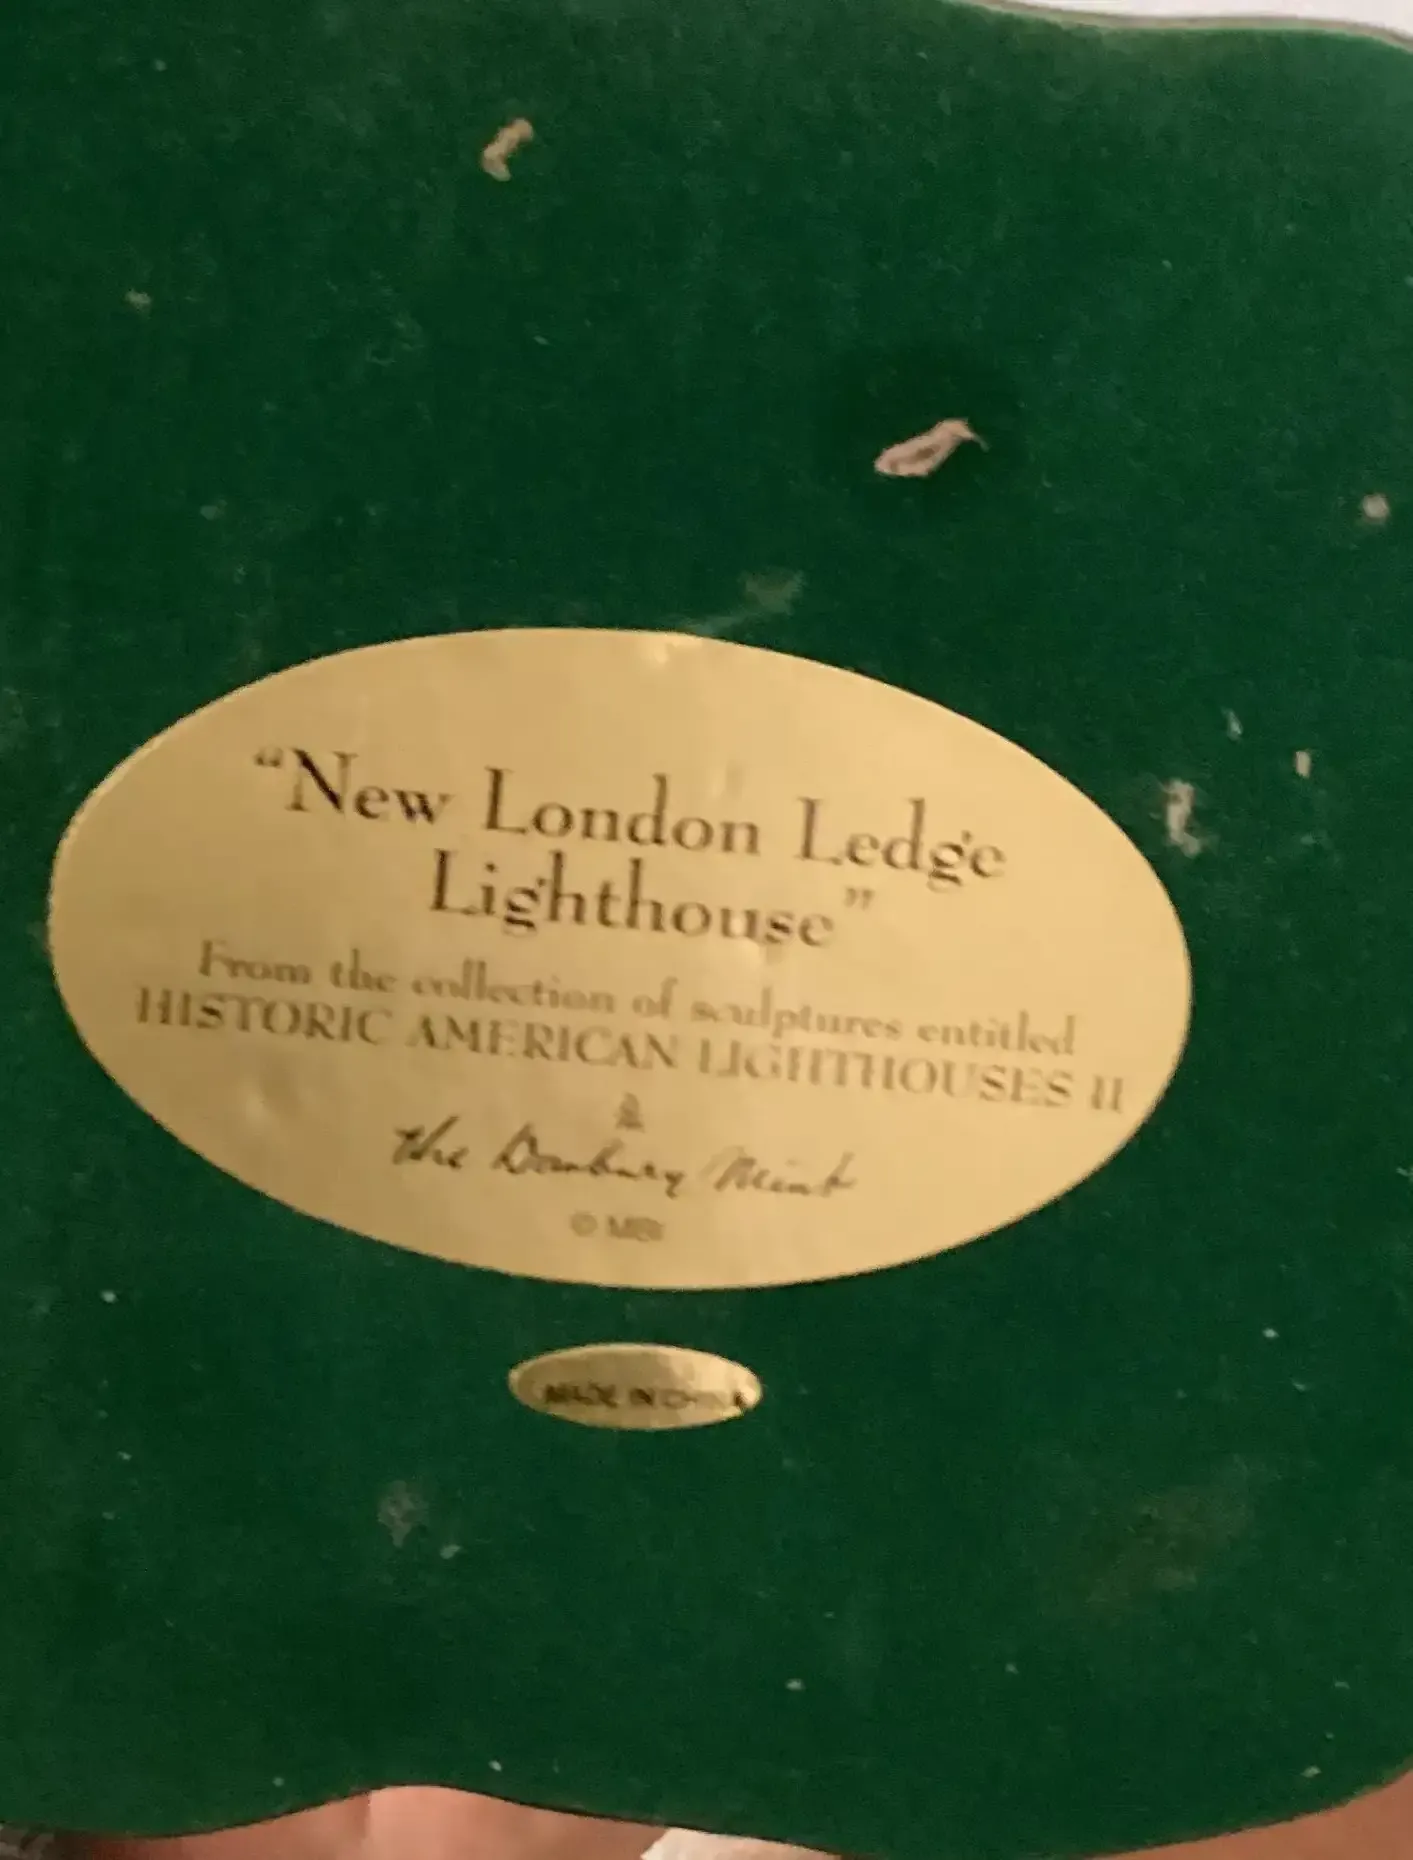 “New London Ledge
Lighthouse”
From the collection of sculptures entitled
HISTORIC AMERICAN LIGHTHOUSES II
The Danbury Mint
© MBI
MADE IN CHINA